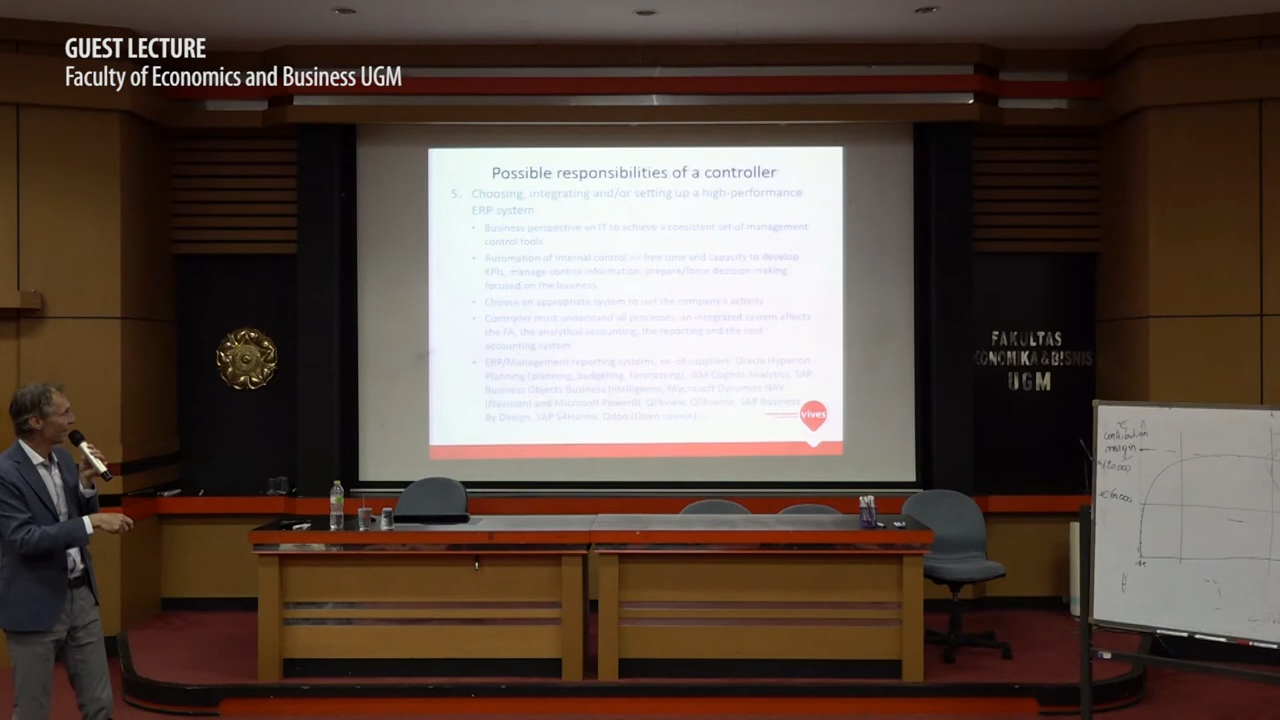 GUEST LECTURE
Faculty of Economics and Business UGM
Possible responsibilities of a controller
5. Choosing, integrating and/or setting up a high-performance
ERP system
• Business perspective on IT to achieve a consistent set of management
control tools
• Automation of internal control => free time and capacity to develop
KPIs, manage control information, prepare/force decision making
focused on the business
• Choose an appropriate system to suit the company's activity
• Controller must understand all processes: an integrated system affects
the FA, the analytical accounting, the reporting and the cost
accounting system.
• ERP/Management reporting systems, ex. of suppliers: Oracle Hyperion
Planning (planning, budgeting, forecasting), IBM Cognos Analytics, SAP
Business Objects Business Intelligence, Mycrosoft Dynamics NAV
(Navision) and Microsoft PowerBI, Qlikview, Qliksense, SAP Business
By Design, SAP S4Hanna, Odoo (Open source)
vives
FAKULTAS
KONOMIKA & BISNIS
UGM
contribution
margin